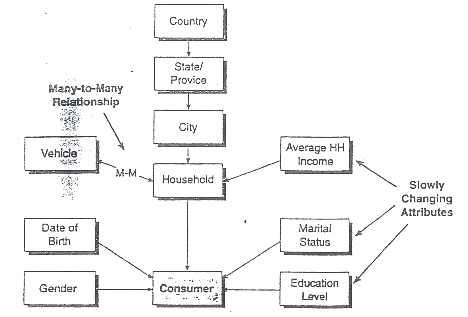 Country
State/
Provice
Many-to-Many
Relationship
City
Vehicle
M-M
Household
Average HH
Income
Slowly
Changing
Attributes
Date of
Birth
Marital
Status
Gender
Consumer
Education
Level